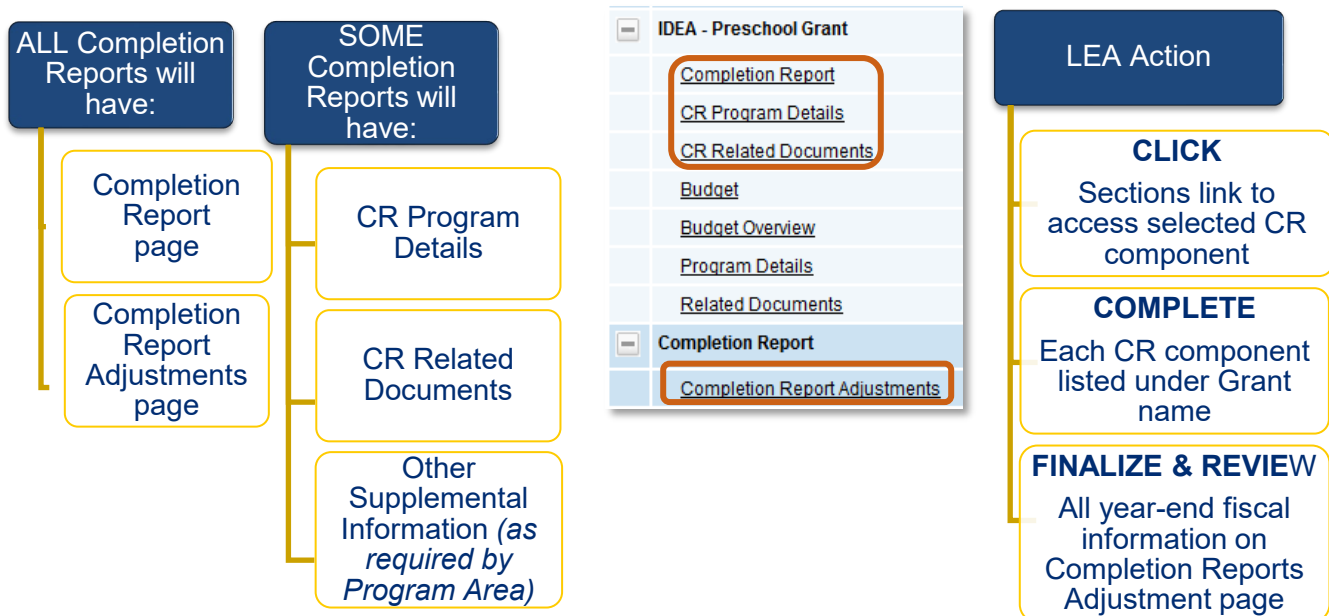 ALL Completion
Reports will
have:
Completion
Report
page
Completion
Report
Adjustments
page
SOME
Completion
Reports will
have:
CR Program
Details
CR Related
Documents
Other
Supplemental
Information (as
required by
Program Area)
IDEA - Preschool Grant
Completion Report
CR Program Details
CR Related Documents
Budget
Budget Overview
Program Details
Related Documents
Completion Report
Completion Report Adjustments
LEA Action
CLICK
Sections link to
access selected CR
component
COMPLETE
Each CR component
listed under Grant
name
FINALIZE & REVIEW
All year-end fiscal
information on
Completion Reports
Adjustment page